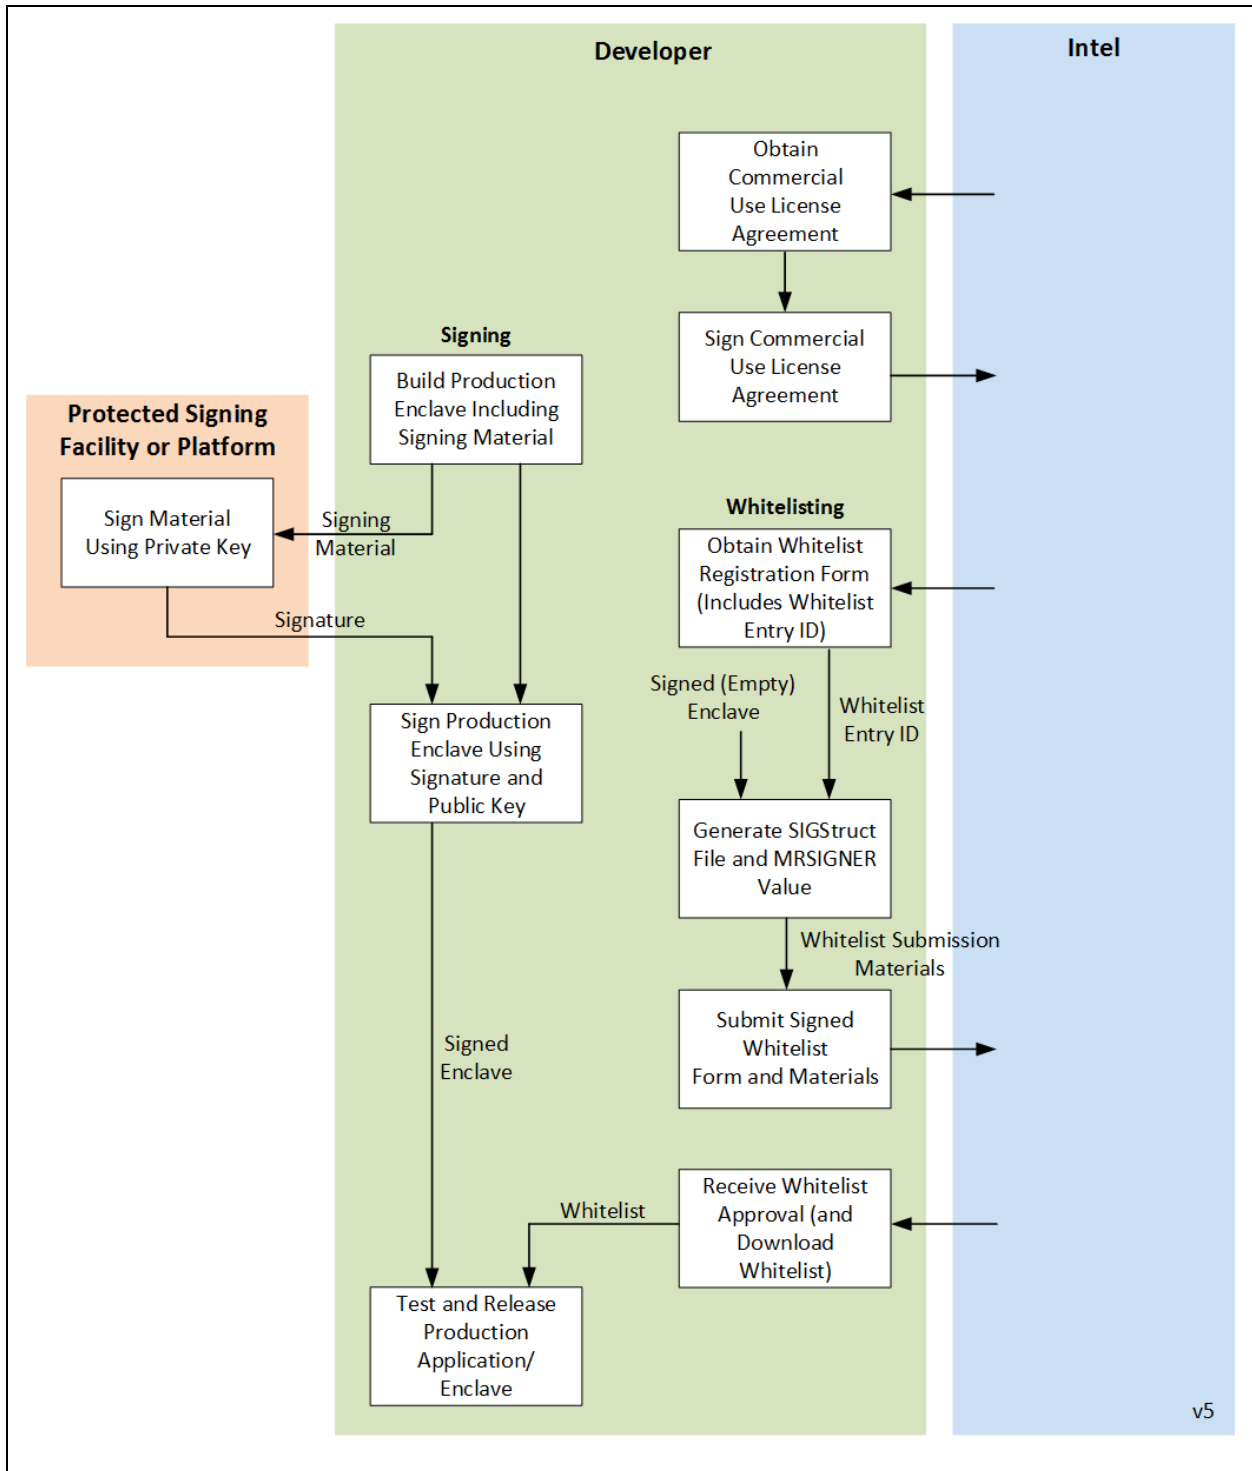 Developer
Intel
Obtain
Commercial
Use License
Agreement
Sign Commercial
Use License
Agreement
Signing
Build Production
Enclave Including
Signing Material
Protected Signing
Facility or Platform
Sign Material
Using Private Key
Signing
Material
Signature
Whitelisting
Obtain Whitelist
Registration Form
(Includes Whitelist
Entry ID)
Signed (Empty)
Enclave
Whitelist
Entry ID
Sign Production
Enclave Using
Signature and
Public Key
Generate SIGStruct
File and MRSIGNER
Value
Whitelist Submission
Materials
Submit Signed
Whitelist
Form and Materials
Signed
Enclave
Receive Whitelist
Approval (and
Download
Whitelist)
Whitelist
Test and Release
Production
Application/
Enclave
v5